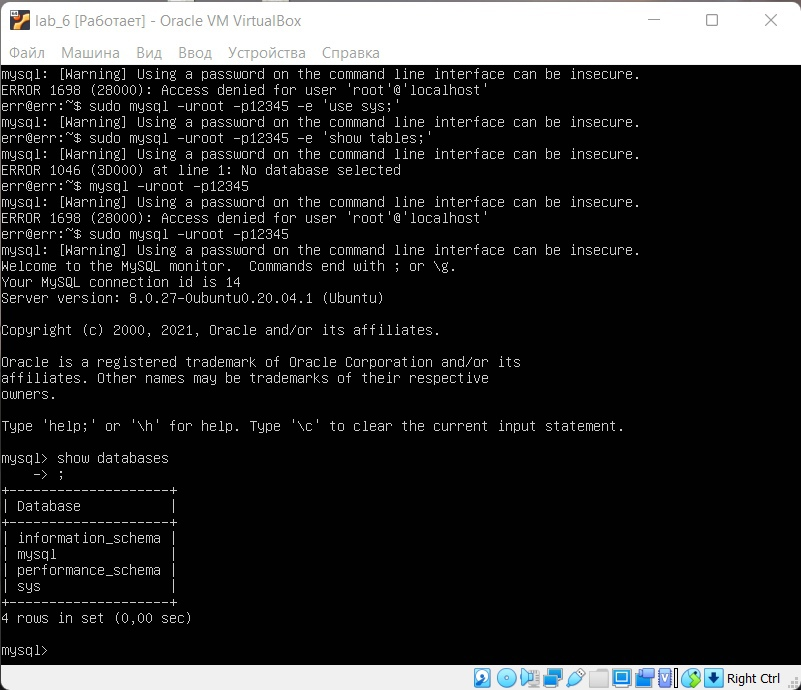 lab_6 [Работает] - Oracle VM VirtualBox
Файл Машина Вид Ввод Устройства Справка
mysql: [Warning] Using a password on the command line interface can be insecure.
ERROR 1698 (28000): Access denied for user 'root'@'localhost'
err@err:~$ sudo mysql -uroot -p12345 -e 'use sys;'
mysql: [Warning] Using a password on the command line interface can be insecure.
err@err:~$ sudo mysql -uroot -p12345 -e 'show tables;'
mysql: [Warning] Using a password on the command line interface can be insecure.
ERROR 1046 (3D000) at line 1: No database selected
err@err:~$ mysql -uroot -p12345
mysql: [Warning] Using a password on the command line interface can be insecure.
ERROR 1698 (28000): Access denied for user 'root'@'localhost'
err@err:~$ sudo mysql -uroot -p12345
mysql: [Warning] Using a password on the command line interface can be insecure.
Welcome to the MySQL monitor.  Commands end with ; or \g.
Your MySQL connection id is 14
Server version: 8.0.27-0ubuntu0.20.04.1 (Ubuntu)
Copyright (c) 2000, 2021, Oracle and/or its affiliates.
Oracle is a registered trademark of Oracle Corporation and/or its
affiliates. Other names may be trademarks of their respective
owners.
Type 'help;' or '\h' for help. Type '\c' to clear the current input statement.
mysql> show databases
    -> ;
+--------------------+
| Database           |
+--------------------+
| information_schema |
| mysql              |
| performance_schema |
| sys                |
+--------------------+
4 rows in set (0,00 sec)
mysql>
Right Ctrl